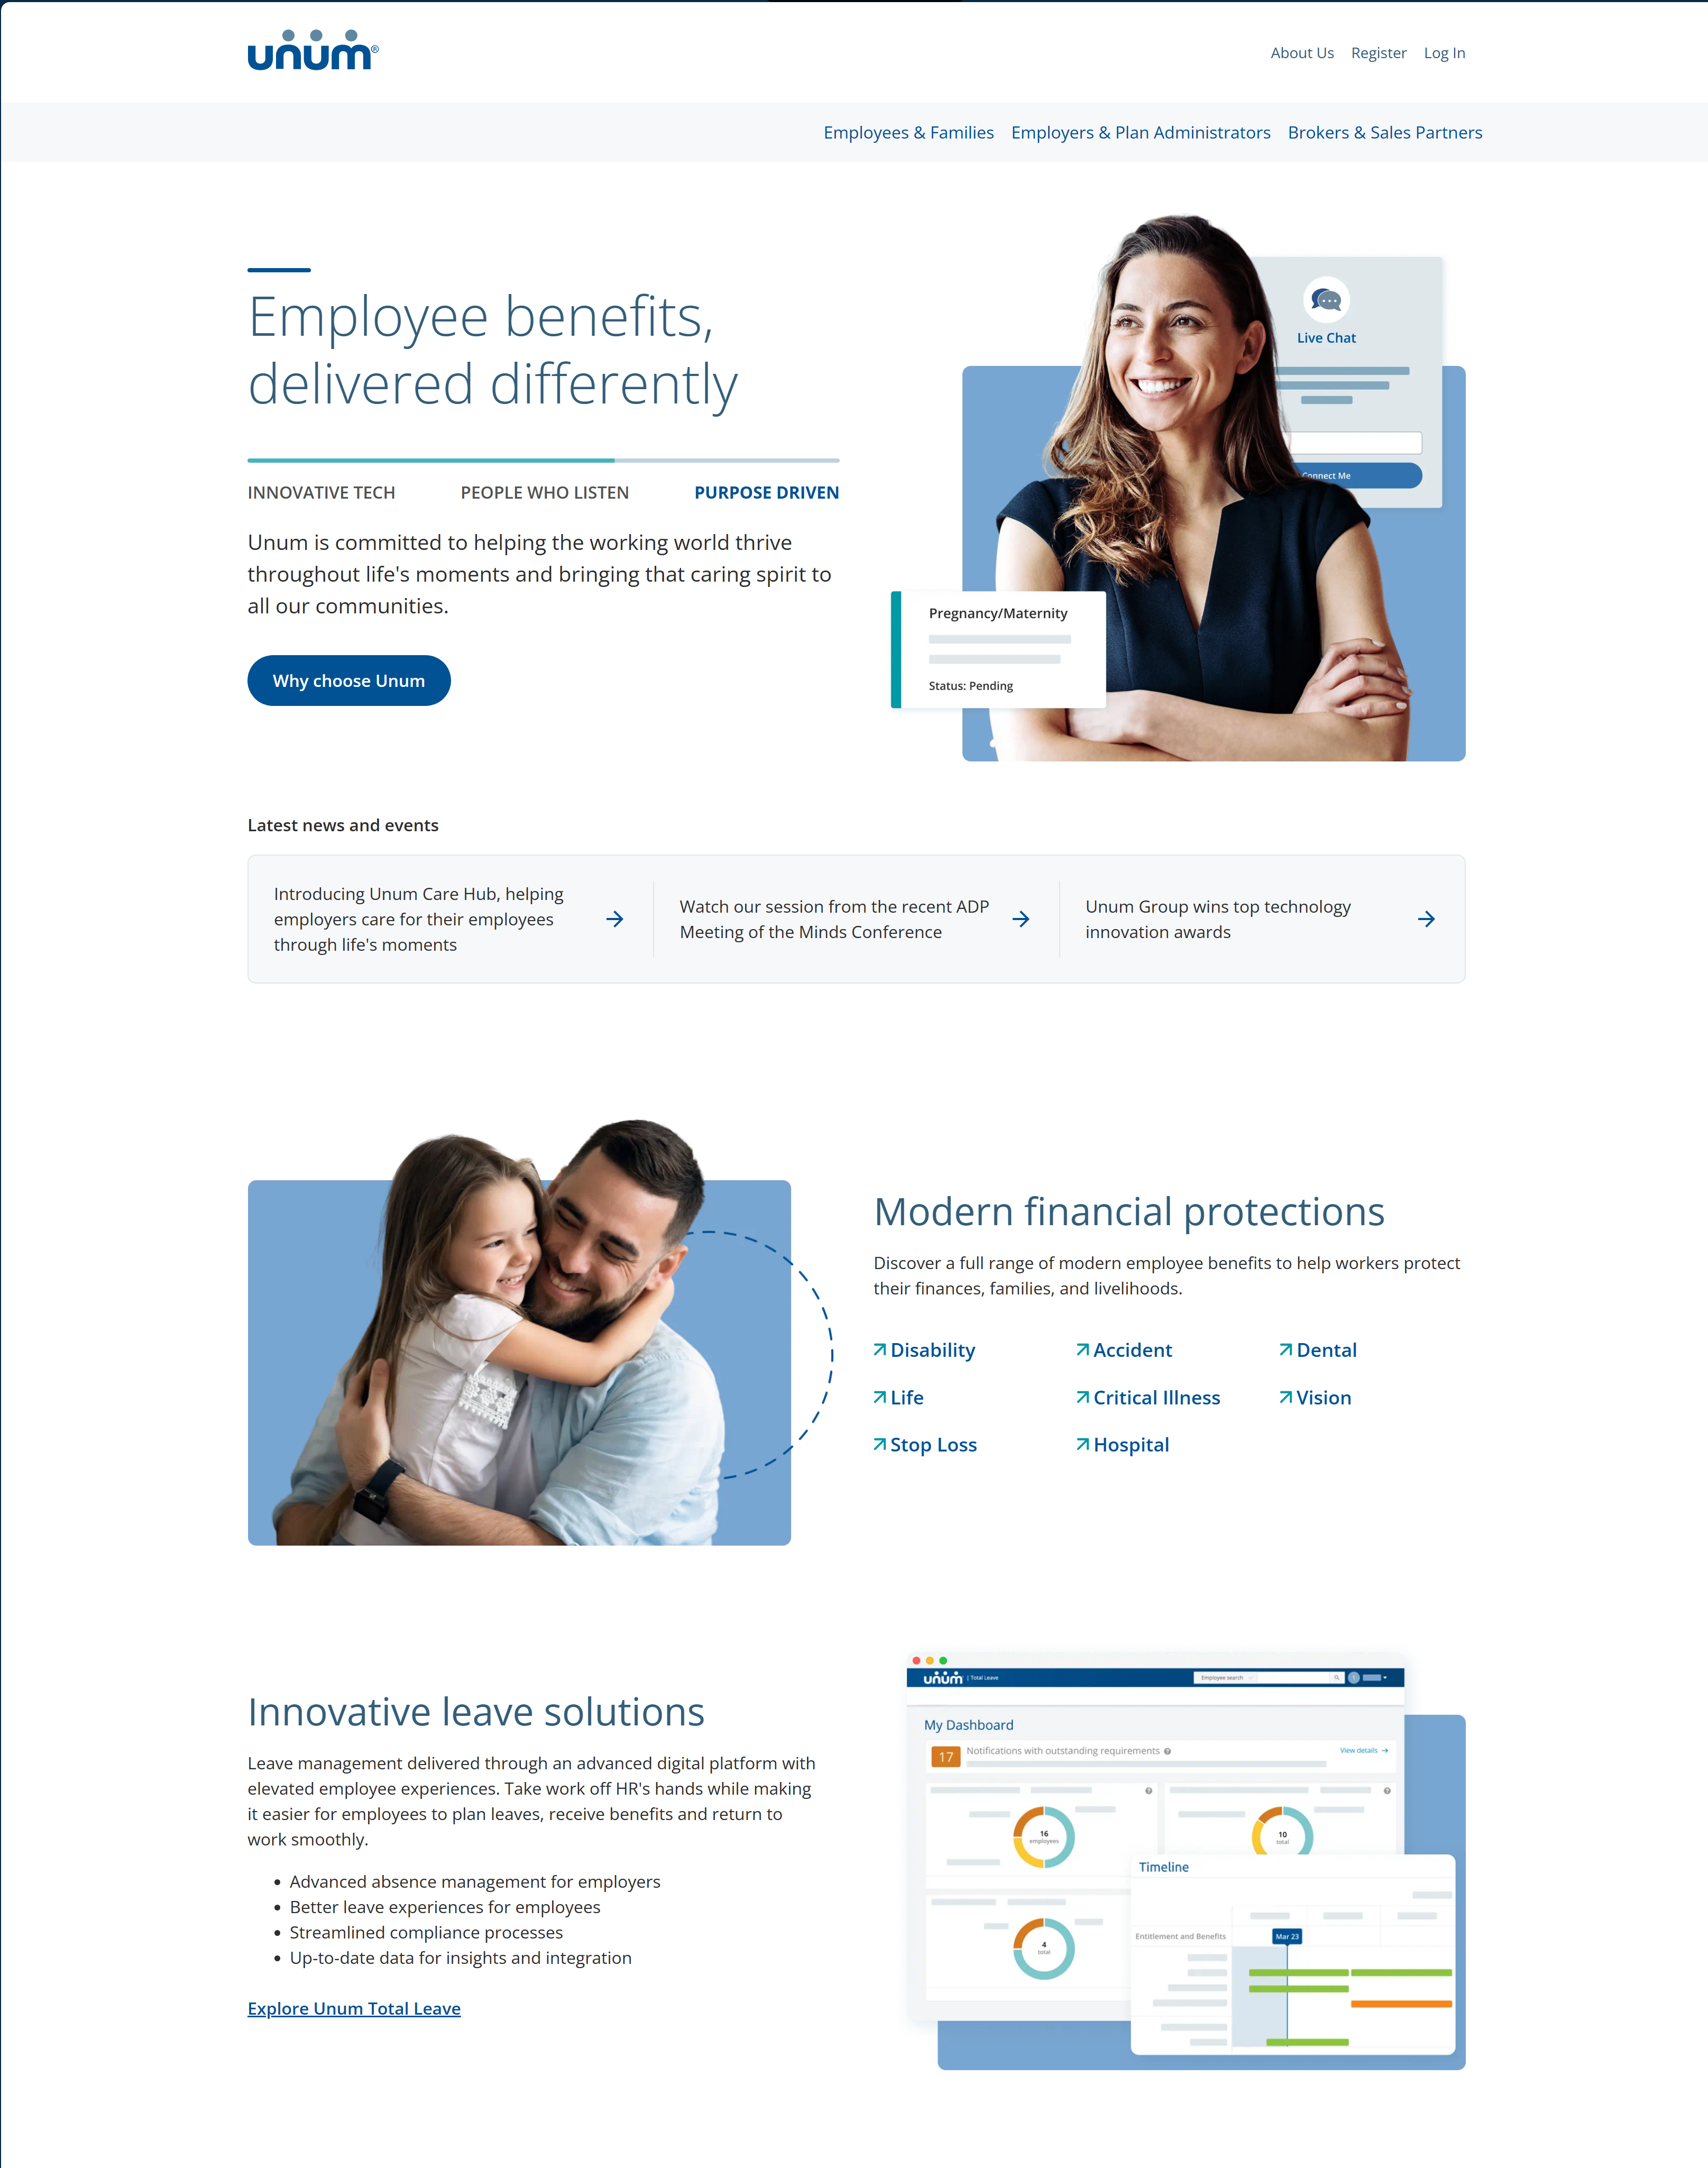 unum®
About Us Register Log In
Employees & Families Employers & Plan Administrators Brokers & Sales Partners
Employee benefits,
delivered differently
INNOVATIVE TECH PEOPLE WHO LISTEN PURPOSE DRIVEN
Unum is committed to helping the working world thrive
throughout life's moments and bringing that caring spirit to
all our communities.
Why choose Unum
Live Chat
Connect Me
Pregnancy/Maternity
Status: Pending
Latest news and events
Introducing Unum Care Hub, helping
employers care for their employees
through life's moments
Watch our session from the recent ADP
Meeting of the Minds Conference
Unum Group wins top technology
innovation awards
Modern financial protections
Discover a full range of modern employee benefits to help workers protect
their finances, families, and livelihoods.
Disability Accident Dental
Life Critical Illness Vision
Stop Loss Hospital
Innovative leave solutions
Leave management delivered through an advanced digital platform with
elevated employee experiences. Take work off HR's hands while making
it easier for employees to plan leaves, receive benefits and return to
work smoothly.
• Advanced absence management for employers
• Better leave experiences for employees
• Streamlined compliance processes
• Up-to-date data for insights and integration
Explore Unum Total Leave
unum | Total Leave Employee search
My Dashboard
17 Notifications with outstanding requirements ? View details →
16
employees
10
total
4
total
Timeline
Entitlement and Benefits Mar 23